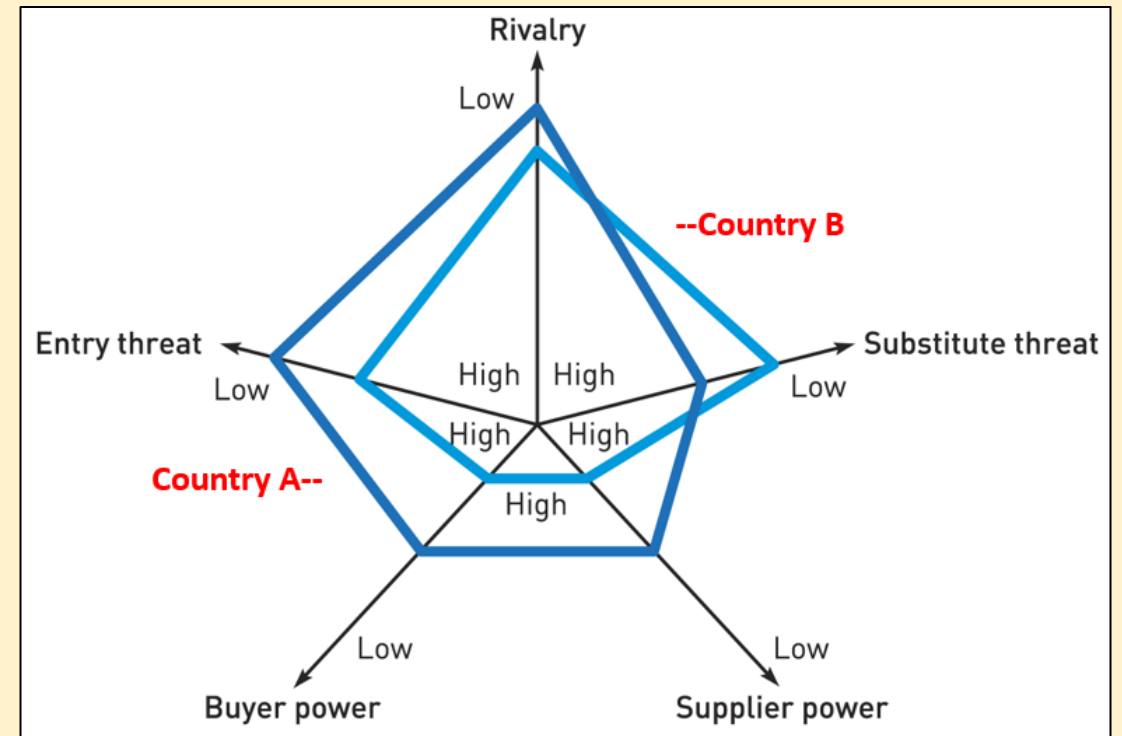 Rivalry
Low
--Country B
Entry threat
Substitute threat
High
High
Low
Low
High
High
Country A--
High
Low
Low
Buyer power
Supplier power